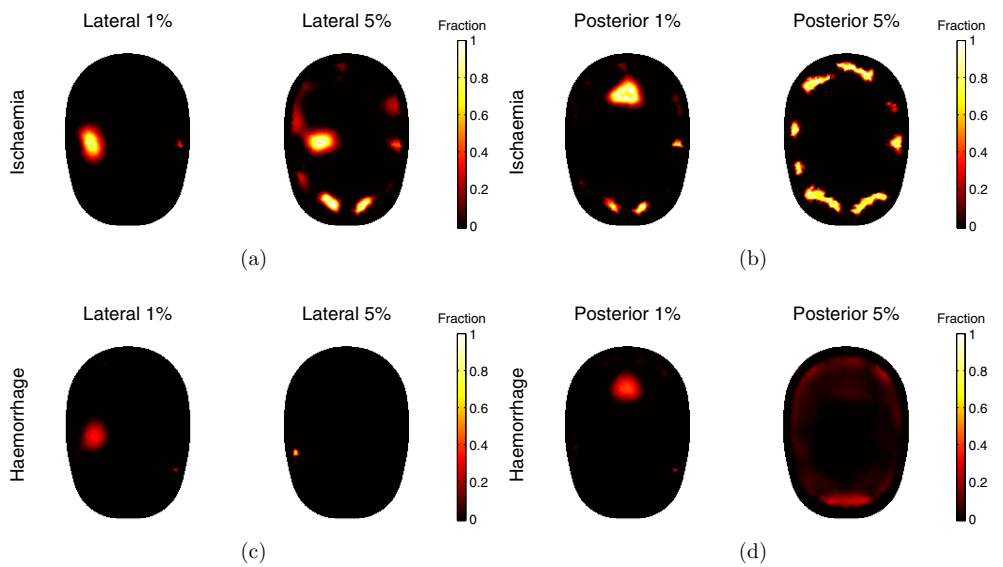 Lateral 1%
Lateral 5%
Fraction
Posterior 1%
Posterior 5%
Fraction
Ischaemia
1
0.8
0.6
0.4
0.2
0
Ischaemia
1
0.8
0.6
0.4
0.2
0
(a)
(b)
Lateral 1%
Lateral 5%
Fraction
Posterior 1%
Posterior 5%
Fraction
Haemorrhage
1
0.8
0.6
0.4
0.2
0
Haemorrhage
1
0.8
0.6
0.4
0.2
0
(c)
(d)